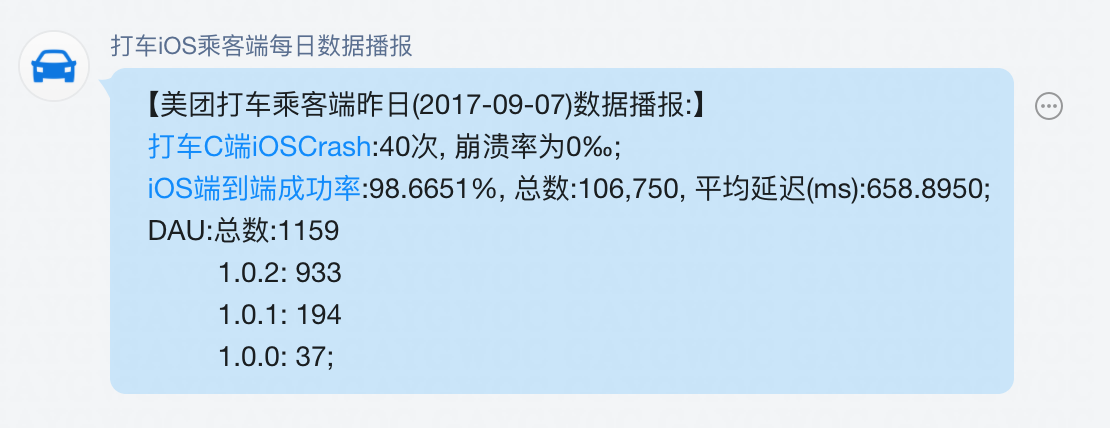 打车iOS乘客端每日数据播报
【美团打车乘客端昨日(2017-09-07)数据播报:】
打车C端iOSCrash:40次, 崩溃率为0‰;
iOS端到端成功率:98.6651%, 总数:106,750, 平均延迟(ms):658.8950;
DAU:总数:1159
1.0.2: 933
1.0.1: 194
1.0.0: 37;